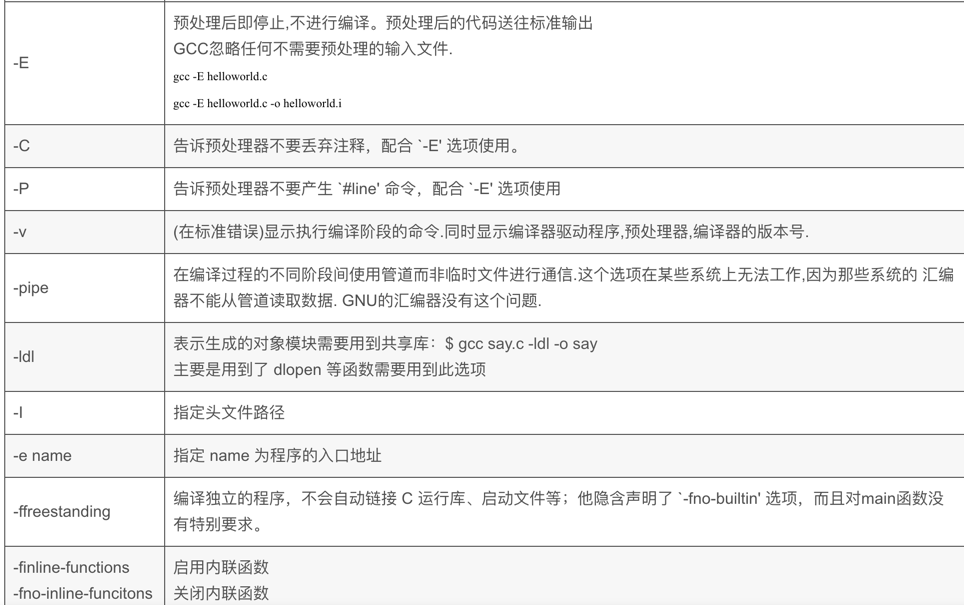 -E
预处理后即停止,不进行编译。预处理后的代码送往标准输出
GCC忽略任何不需要预处理的输入文件.
gcc -E helloworld.c
gcc -E helloworld.c -o helloworld.i
-C
告诉预处理器不要丢弃注释，配合 `-E' 选项使用。
-P
告诉预处理器不要产生 `#line' 命令，配合 `-E' 选项使用
-v
(在标准错误)显示执行编译阶段的命令.同时显示编译器驱动程序,预处理器,编译器的版本号.
-pipe
在编译过程的不同阶段间使用管道而非临时文件进行通信.这个选项在某些系统上无法工作,因为那些系统的 汇编
器不能从管道读取数据. GNU的汇编器没有这个问题.
-ldl
表示生成的对象模块需要用到共享库：$ gcc say.c -ldl -o say
主要是用到了 dlopen 等函数需要用到此选项
-I
指定头文件路径
-e name
指定 name 为程序的入口地址
-ffreestanding
编译独立的程序，不会自动链接 C 运行库、启动文件等；他隐含声明了 `-fno-builtin' 选项，而且对main函数没
有特别要求。
-finline-functions
-fno-inline-funcitons
启用内联函数
关闭内联函数